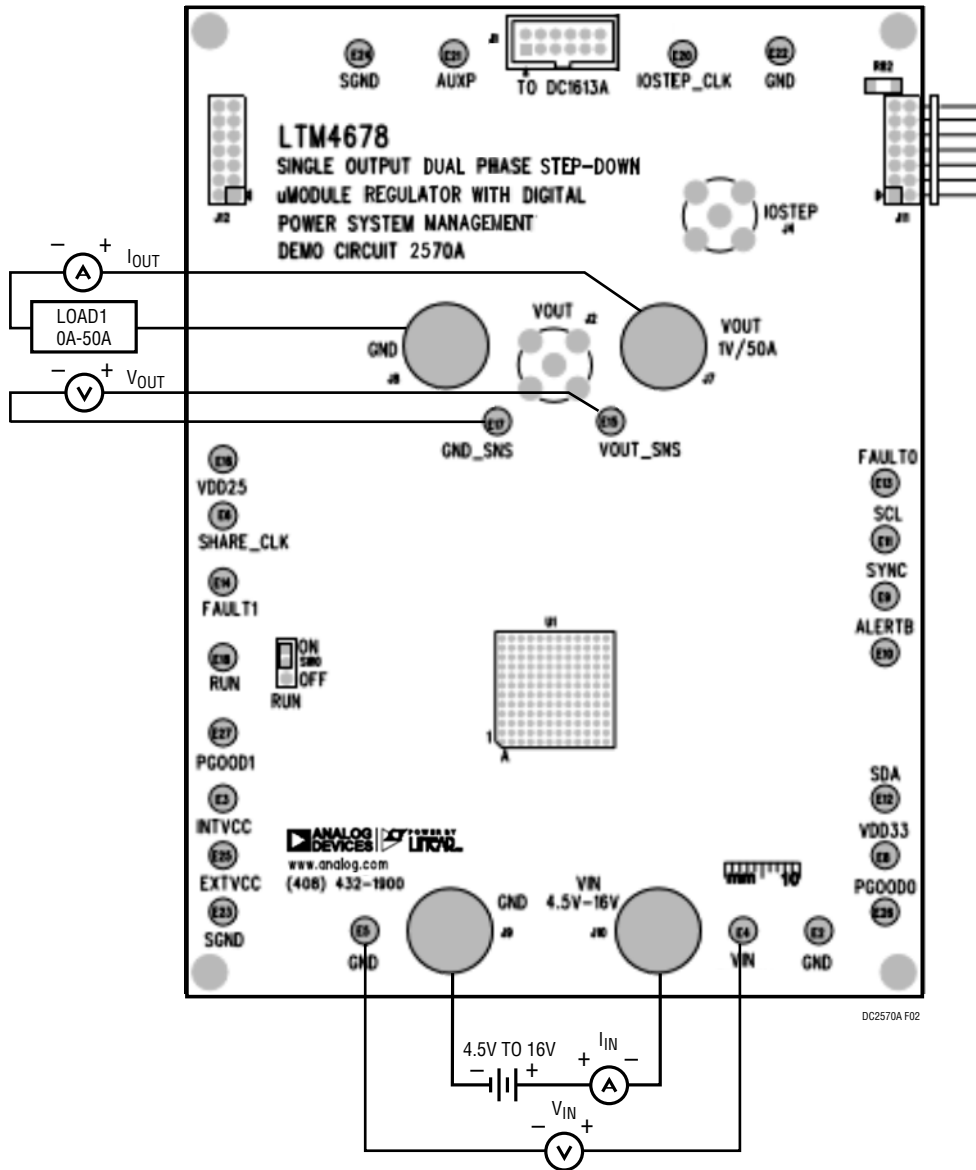 J1
E24
E21
E20
E22
SGND
AUXP
TO DC1613A
IOSTEP_CLK
GND
R82
LTM4678
SINGLE OUTPUT DUAL PHASE STEP-DOWN
uMODULE REGULATOR WITH DIGITAL
POWER SYSTEM MANAGEMENT
DEMO CIRCUIT 2570A
J12
IOSTEP
J4
J11
− + IOUT
A
LOAD1
0A-50A
VOUT J2
GND
J8
VOUT
1V/50A
J7
− + VOUT
V
E17
E15
GND_SNS
VOUT_SNS
E16
VDD25
E6
SHARE_CLK
E14
FAULT1
E18
RUN
ON
SW0
OFF
RUN
E27
PGOOD1
E3
INTVCC
E25
EXTVCC
E23
SGND
U1
1
A
FAULT0
E13
SCL
E11
SYNC
E9
ALERTB
E10
SDA
E12
VDD33
E8
PGOOD0
E26
ANALOG
DEVICES
POWER BY
LINEAR
www.analog.com
(408) 432-1900
mm 10
GND
J9
VIN
4.5V-16V
J10
E5
GND
E4
VIN
E2
GND
DC2570A F02
4.5V TO 16V
− +
IIN
+ −
A
VIN
− +
V